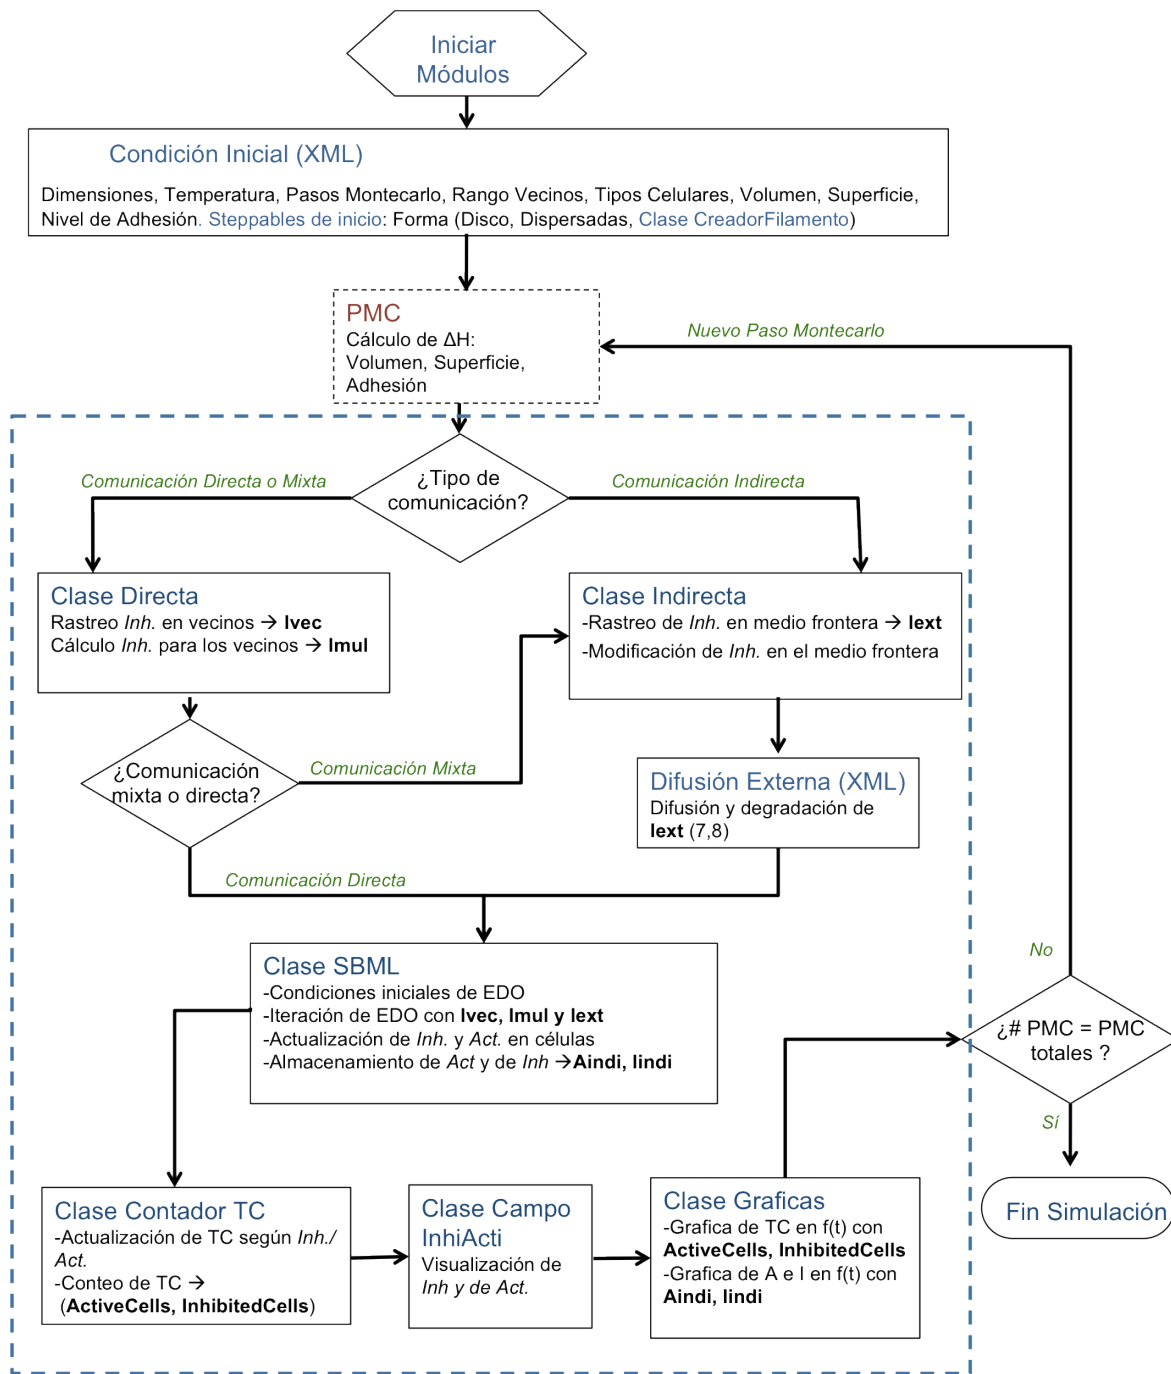 Iniciar
Módulos
Condición Inicial (XML)
Dimensiones, Temperatura, Pasos Montecarlo, Rango Vecinos, Tipos Celulares, Volumen, Superficie,
Nivel de Adhesión. Steppables de inicio: Forma (Disco, Dispersadas, Clase CreadorFilamento)
PMC
Cálculo de ΔH:
Volumen, Superficie,
Adhesión
Nuevo Paso Montecarlo
¿Tipo de
comunicación?
Comunicación Directa o Mixta
Comunicación Indirecta
Clase Directa
Rastreo Inh. en vecinos → Ivec
Cálculo Inh. para los vecinos → Imul
Clase Indirecta
-Rastreo de Inh. en medio frontera → Iext
-Modificación de Inh. en el medio frontera
¿Comunicación
mixta o directa?
Comunicación Mixta
Difusión Externa (XML)
Difusión y degradación de
Iext (7,8)
Comunicación Directa
Clase SBML
-Condiciones iniciales de EDO
-Iteración de EDO con Ivec, Imul y Iext
-Actualización de Inh. y Act. en células
-Almacenamiento de Act y de Inh →Aindi, Iindi
No
¿# PMC = PMC
totales ?
Sí
Fin Simulación
Clase Contador TC
-Actualización de TC según Inh./
Act.
-Conteo de TC →
(ActiveCells, InhibitedCells)
Clase Campo
InhiActi
Visualización de
Inh y de Act.
Clase Graficas
-Grafica de TC en f(t) con
ActiveCells, InhibitedCells
-Grafica de A e I en f(t) con
Aindi, Iindi